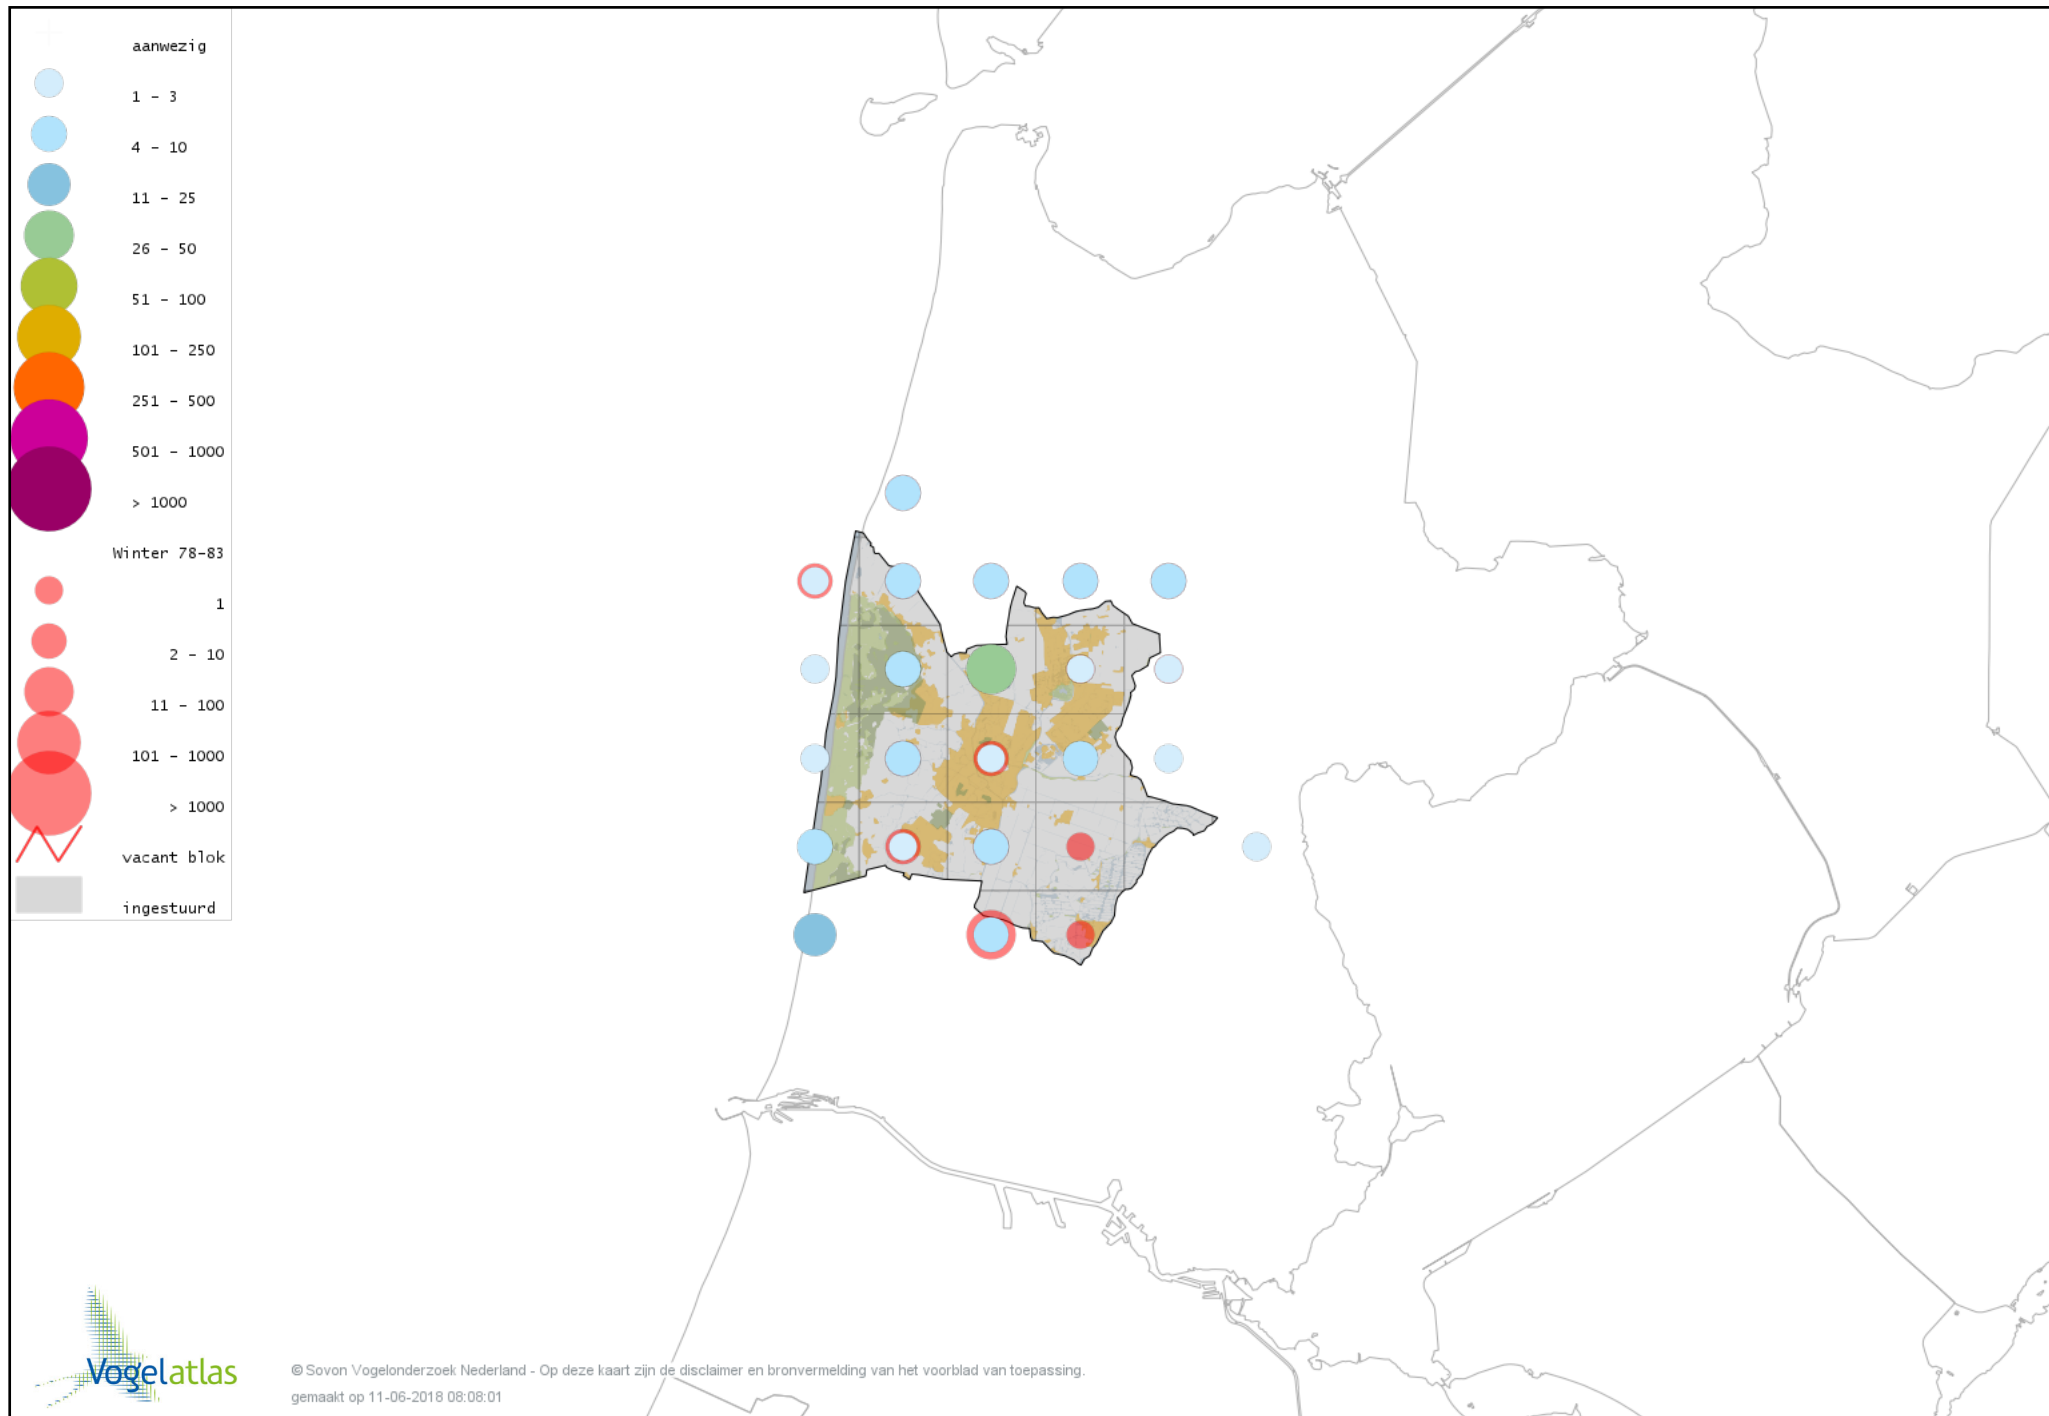 aanwezig
1 - 3
4 - 10
11 - 25
26 - 50
51 - 100
101 - 250
251 - 500
501 - 1000
> 1000
Winter 78-83
1
2 - 10
11 - 100
101 - 1000
> 1000
vacant blok
ingestuurd
Vogelatlas
© Sovon Vogelonderzoek Nederland - Op deze kaart zijn de disclaimer en bronvermelding van het voorblad van toepassing.
gemaakt op 11-06-2018 08:08:01